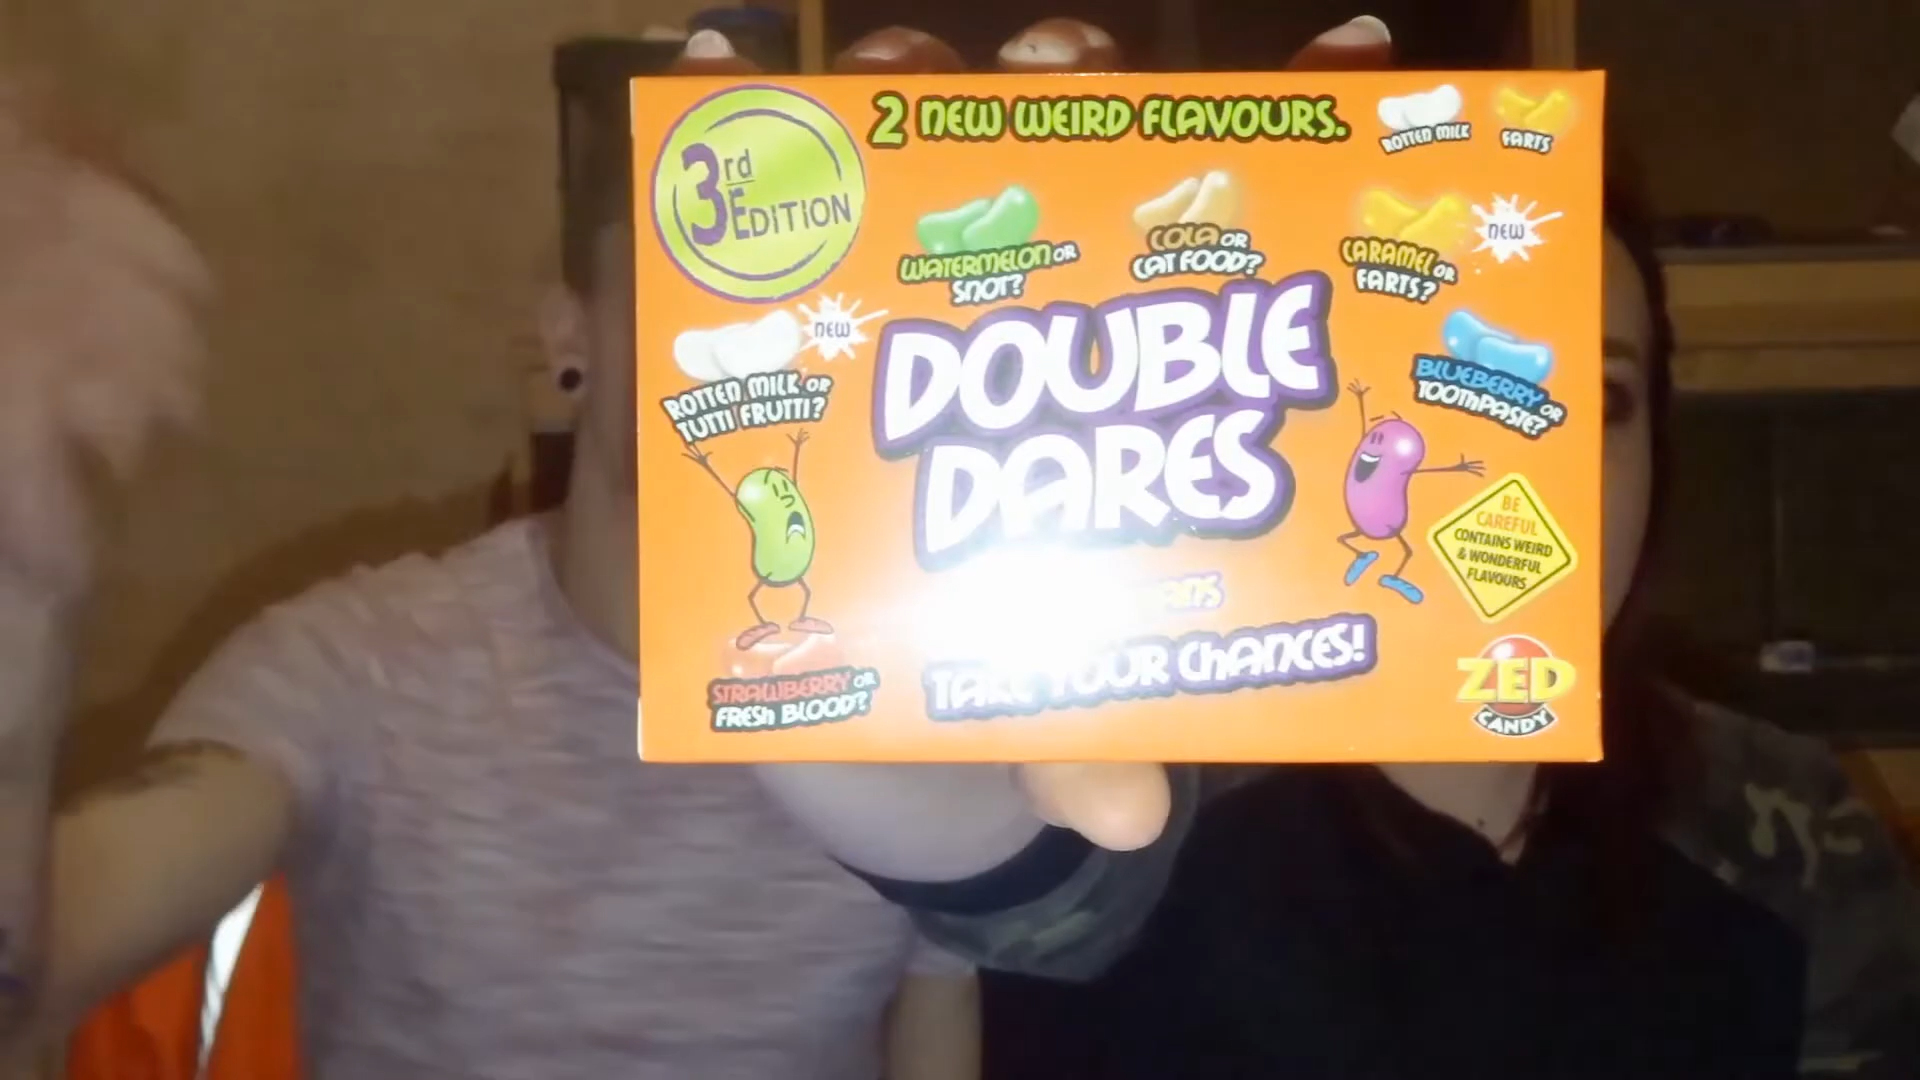 2 NEW WEIRD FLAVOURS.
ROTTEN MILK
FARTS
3rd
EDITION
WATERMELON OR
SNOT?
COLA OR
CAT FOOD?
CARAMEL OR
FARTS?
NEW
NEW
ROTTEN MILK OR
TUTTI FRUTTI?
DOUBLE
DARES
BLUEBERRY OR
TOOTHPASTE?
BE
CAREFUL
CONTAINS WEIRD
& WONDERFUL
FLAVOURS
TAKE YOUR CHANCES!
STRAWBERRY OR
FRESH BLOOD?
ZED
CANDY